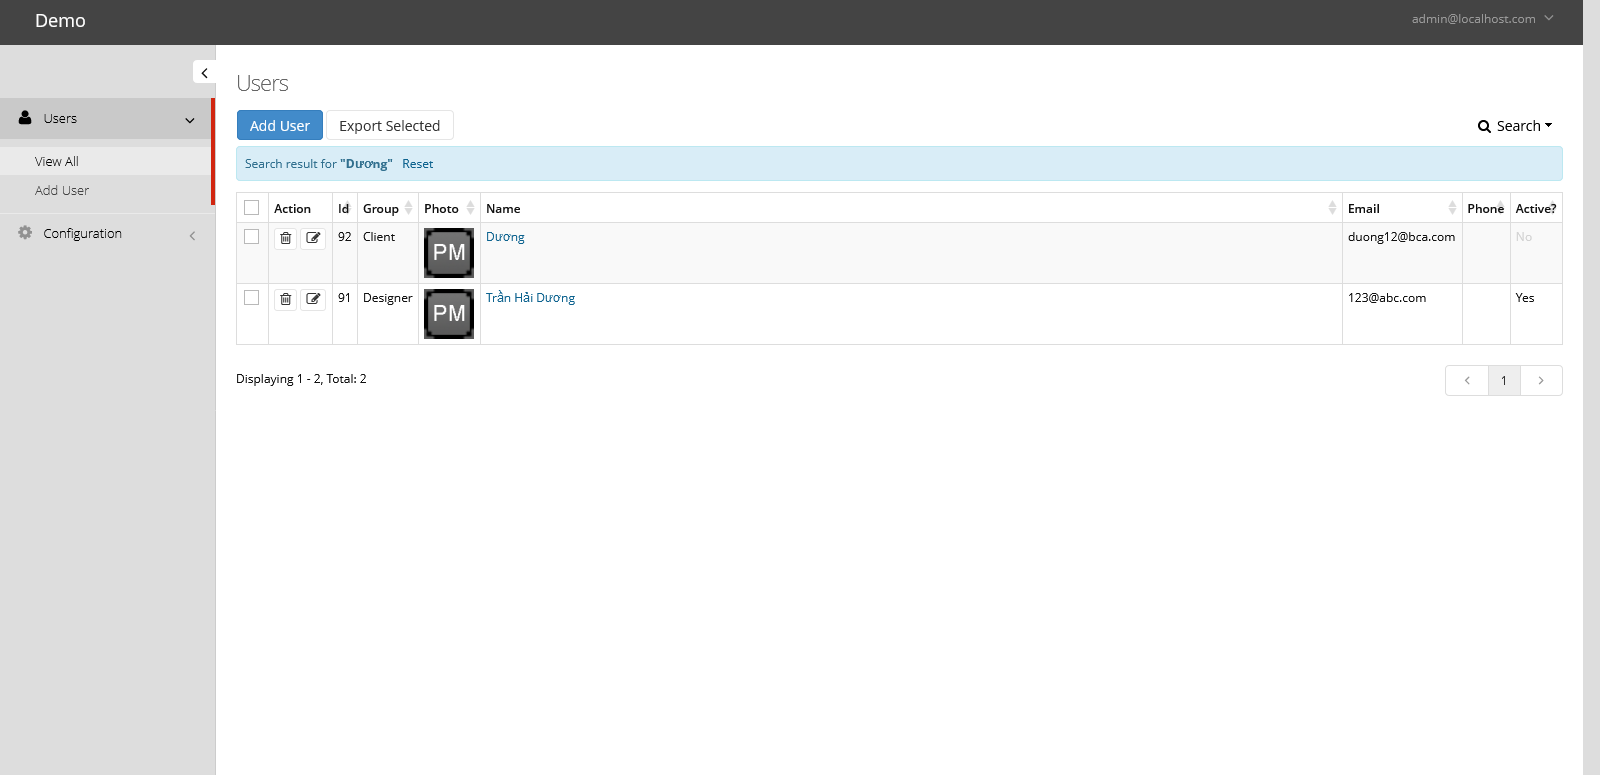 Demo
admin@localhost.com
Users
View All
Add User
Configuration
Users
Add User Export Selected Search
Search result for "Dương" Reset
Action Id Group Photo Name Email Phone Active?
92 Client PM Dương duong12@bca.com No
91 Designer PM Trần Hải Dương 123@abc.com Yes
Displaying 1 - 2, Total: 2
1